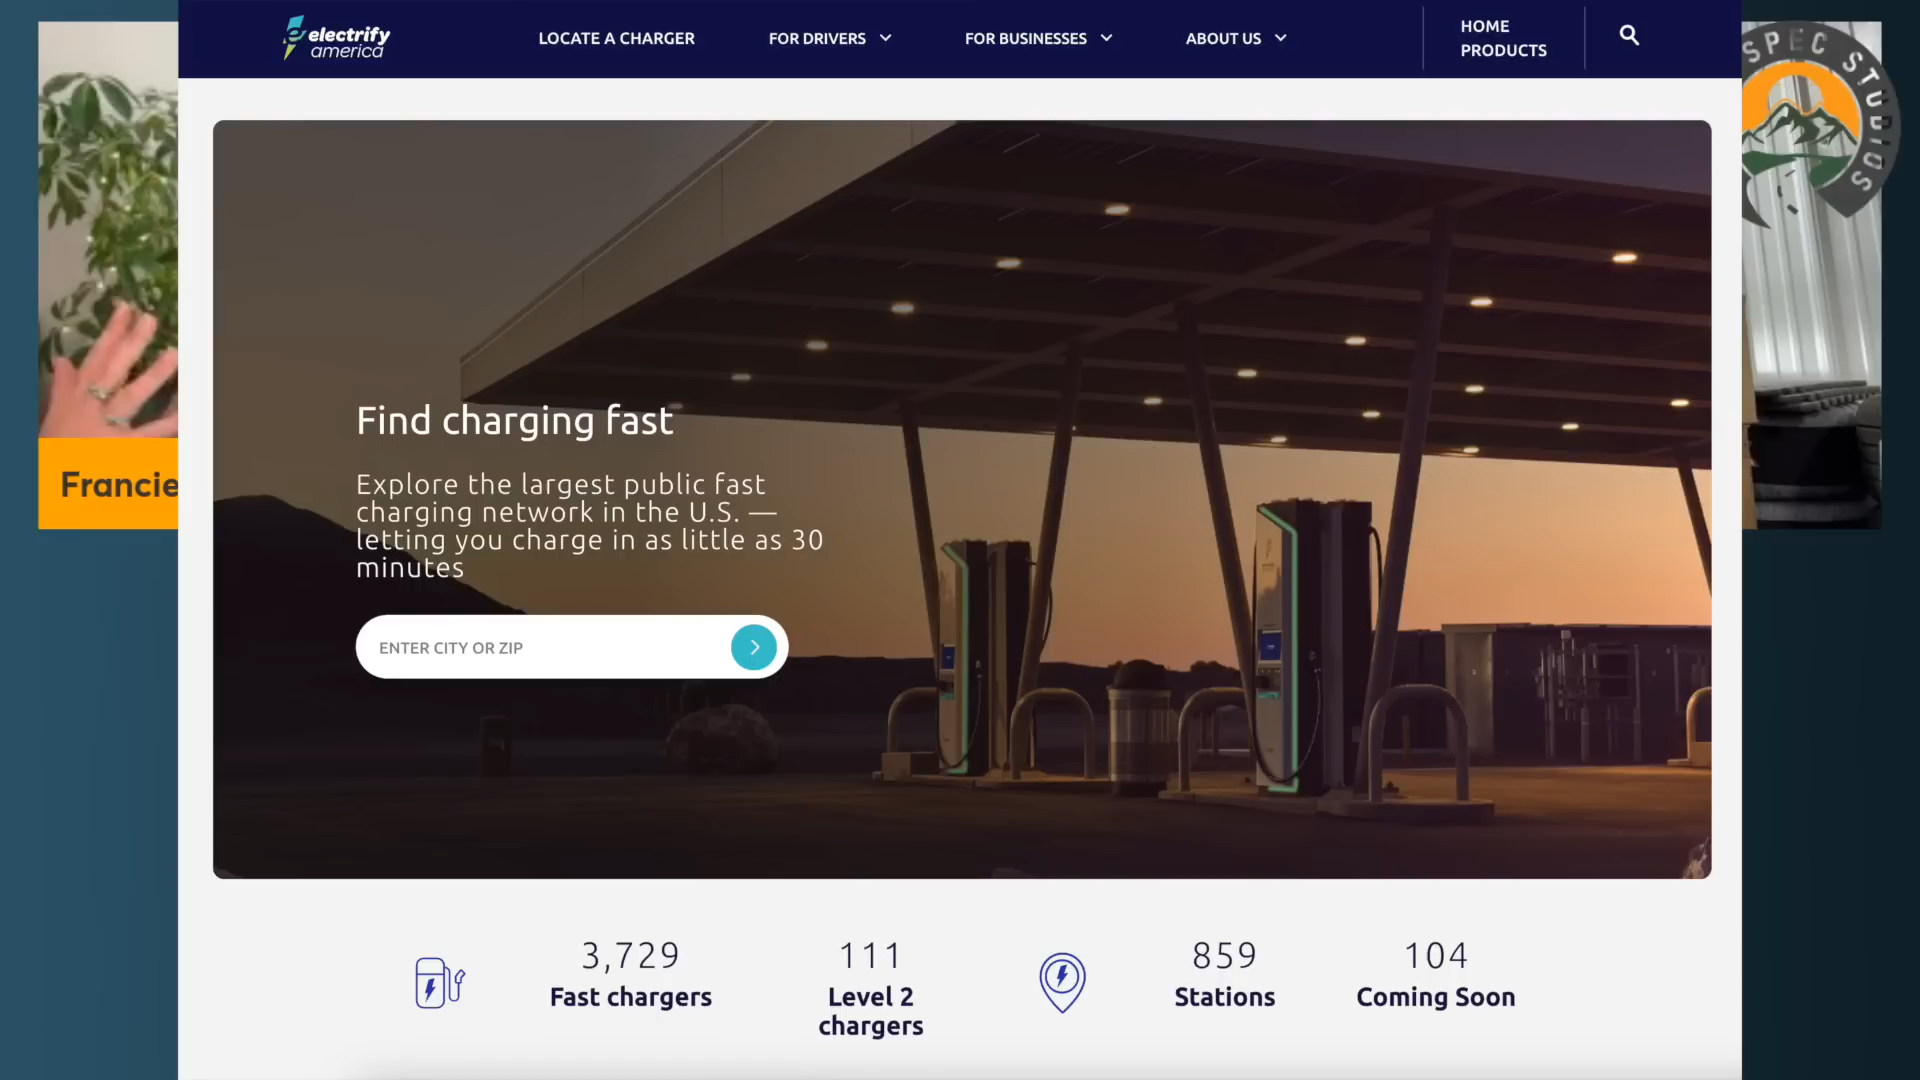 electrify
america
LOCATE A CHARGER
FOR DRIVERS
FOR BUSINESSES
ABOUT US
HOME
PRODUCTS
SPEC STUDIOS
Find charging fast
Explore the largest public fast
charging network in the U.S. —
letting you charge in as little as 30
minutes
ENTER CITY OR ZIP
Francie
3,729
Fast chargers
111
Level 2
chargers
859
Stations
104
Coming Soon